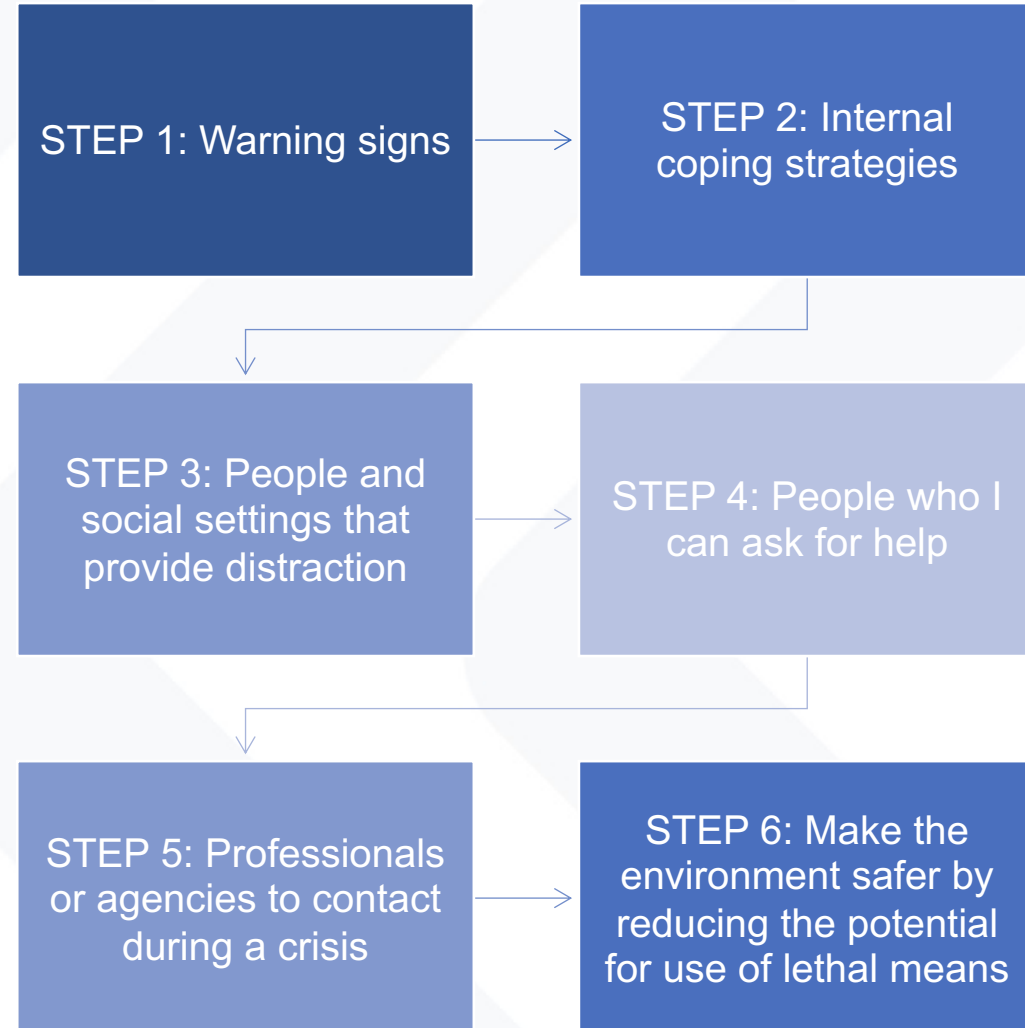 STEP 1: Warning signs
STEP 2: Internal
coping strategies
STEP 3: People and
social settings that
provide distraction
STEP 4: People who I
can ask for help
STEP 5: Professionals
or agencies to contact
during a crisis
STEP 6: Make the
environment safer by
reducing the potential
for use of lethal means